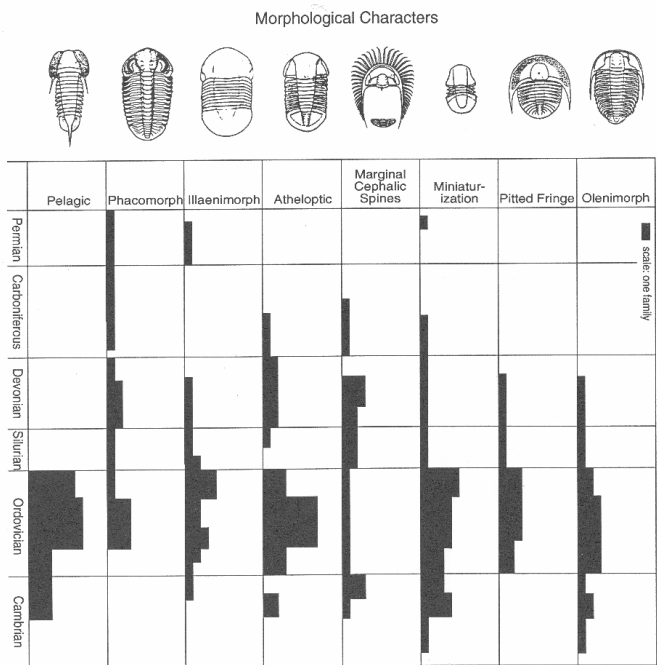 Morphological Characters
Pelagic
Phacomorph
Illaenimorph
Atheloptic
Marginal
Cephalic
Spines
Miniatur-
ization
Pitted Fringe
Olenimorph
Permian
Carboniferous
Devonian
Silurian
Ordovician
Cambrian
scale: one family